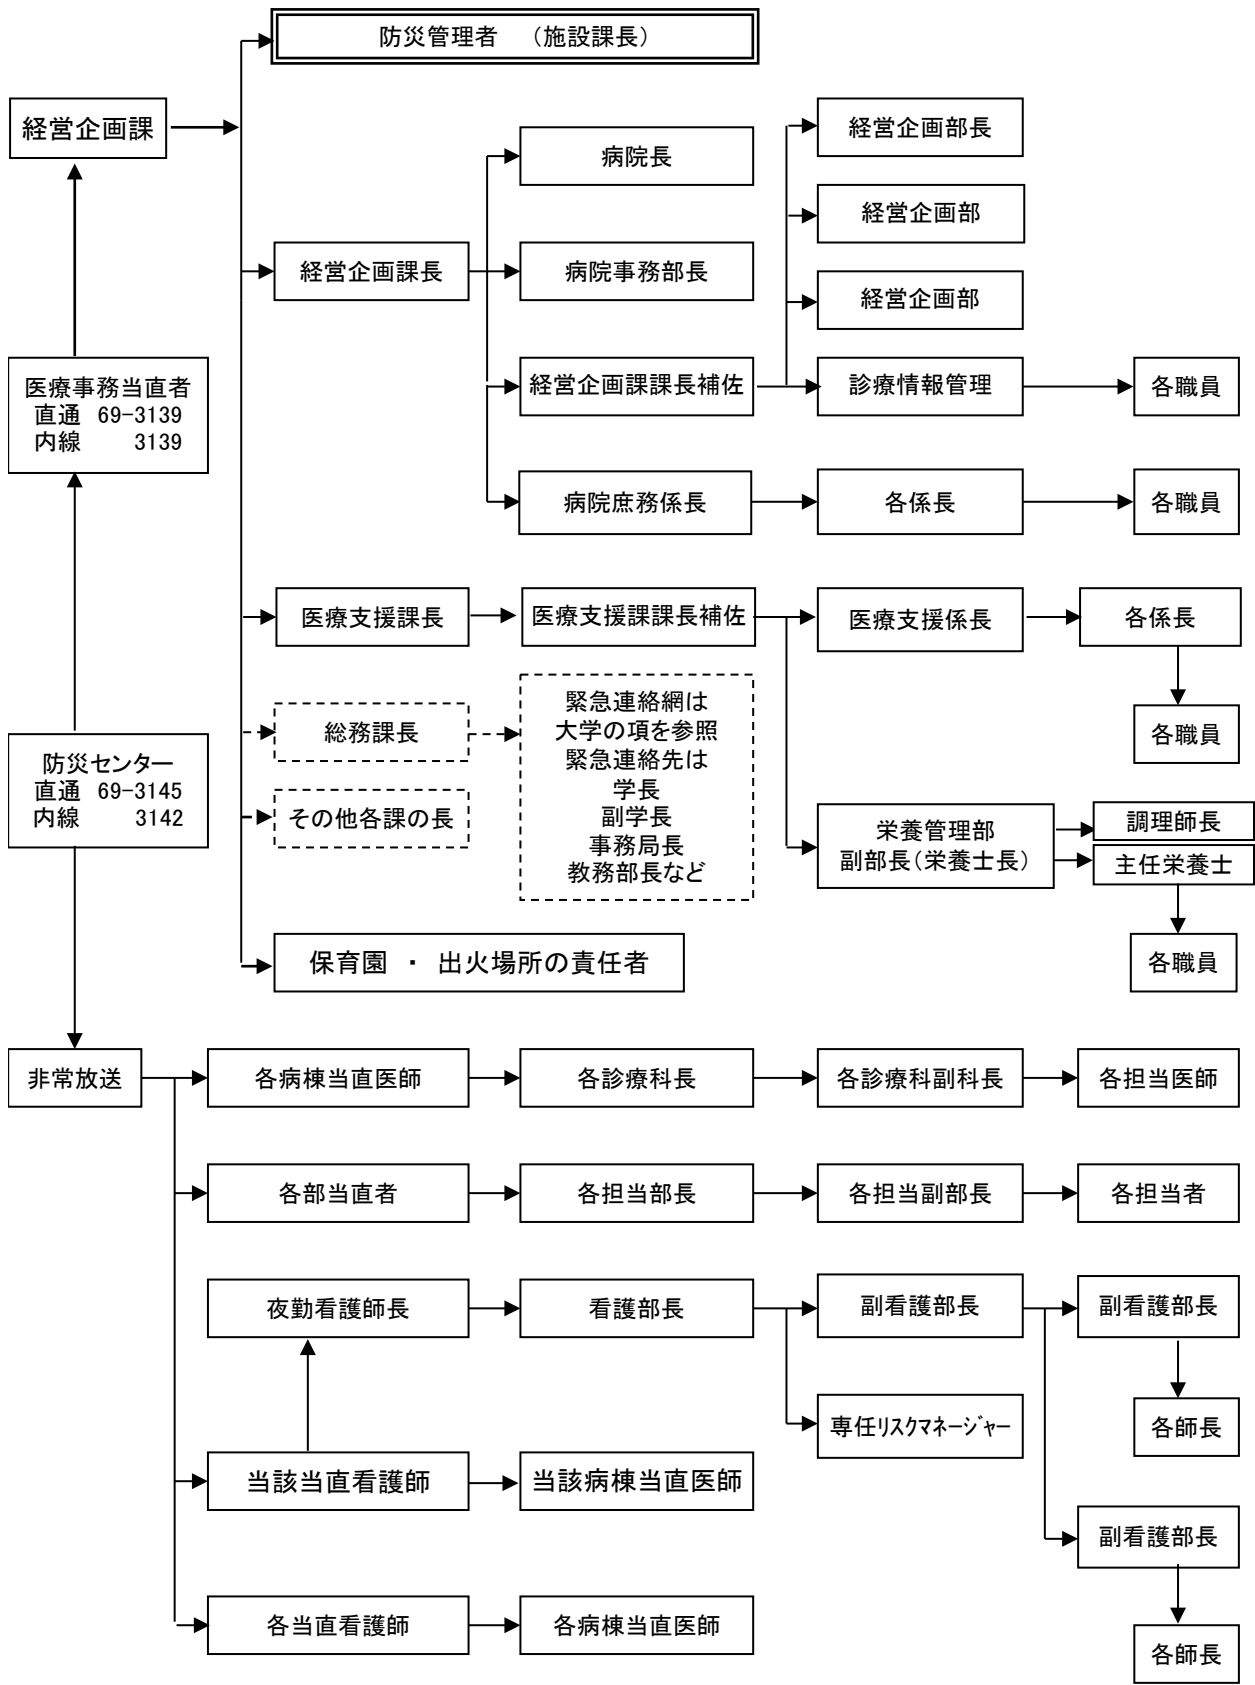 防災管理者　（施設課長）
経営企画課
経営企画部長
病院長
経営企画部
経営企画課長
病院事務部長
経営企画部
医療事務当直者
直通 69-3139
内線 3139
経営企画課課長補佐
診療情報管理
各職員
病院庶務係長
各係長
各職員
医療支援課長
医療支援課課長補佐
医療支援係長
各係長
総務課長
緊急連絡網は
大学の項を参照
緊急連絡先は
学長
副学長
事務局長
教務部長など
各職員
防災センター
直通 69-3145
内線 3142
その他各課の長
栄養管理部
副部長（栄養士長）
調理師長
主任栄養士
保育園 ・ 出火場所の責任者
各職員
非常放送
各病棟当直医師
各診療科長
各診療科副科長
各担当医師
各部当直者
各担当部長
各担当副部長
各担当者
夜勤看護師長
看護部長
副看護部長
副看護部長
専任ﾘｽｸﾏﾈｰｼﾞｬｰ
各師長
当該当直看護師
当該病棟当直医師
副看護部長
各当直看護師
各病棟当直医師
各師長